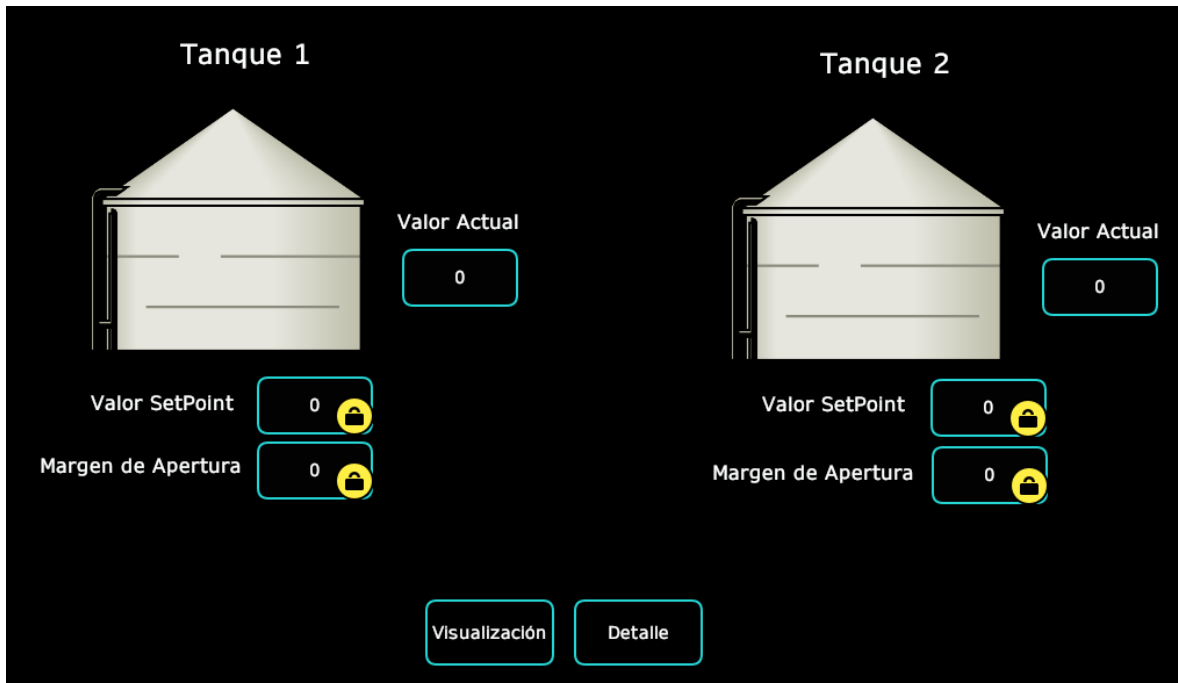 Tanque 1
Valor Actual
0
Valor SetPoint
0
Margen de Apertura
0
Tanque 2
Valor Actual
0
Valor SetPoint
0
Margen de Apertura
0
Visualización
Detalle